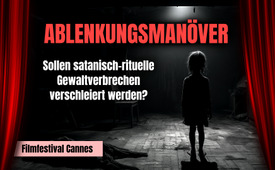 ABLENKUNGSMANÖVER
Sollen satanisch-rituelle
Gewaltverbrechen
verschleiert werden?
Filmfestival Cannes